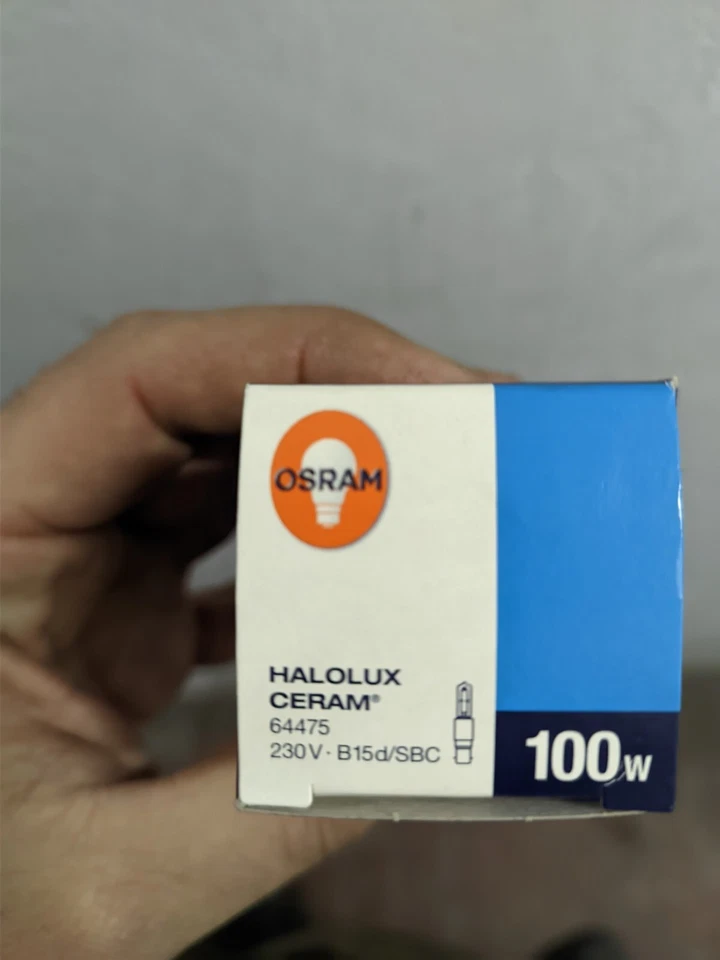 OSRAM
HALOLUX
CERAM®
64475
230V · B15d/SBC
100W